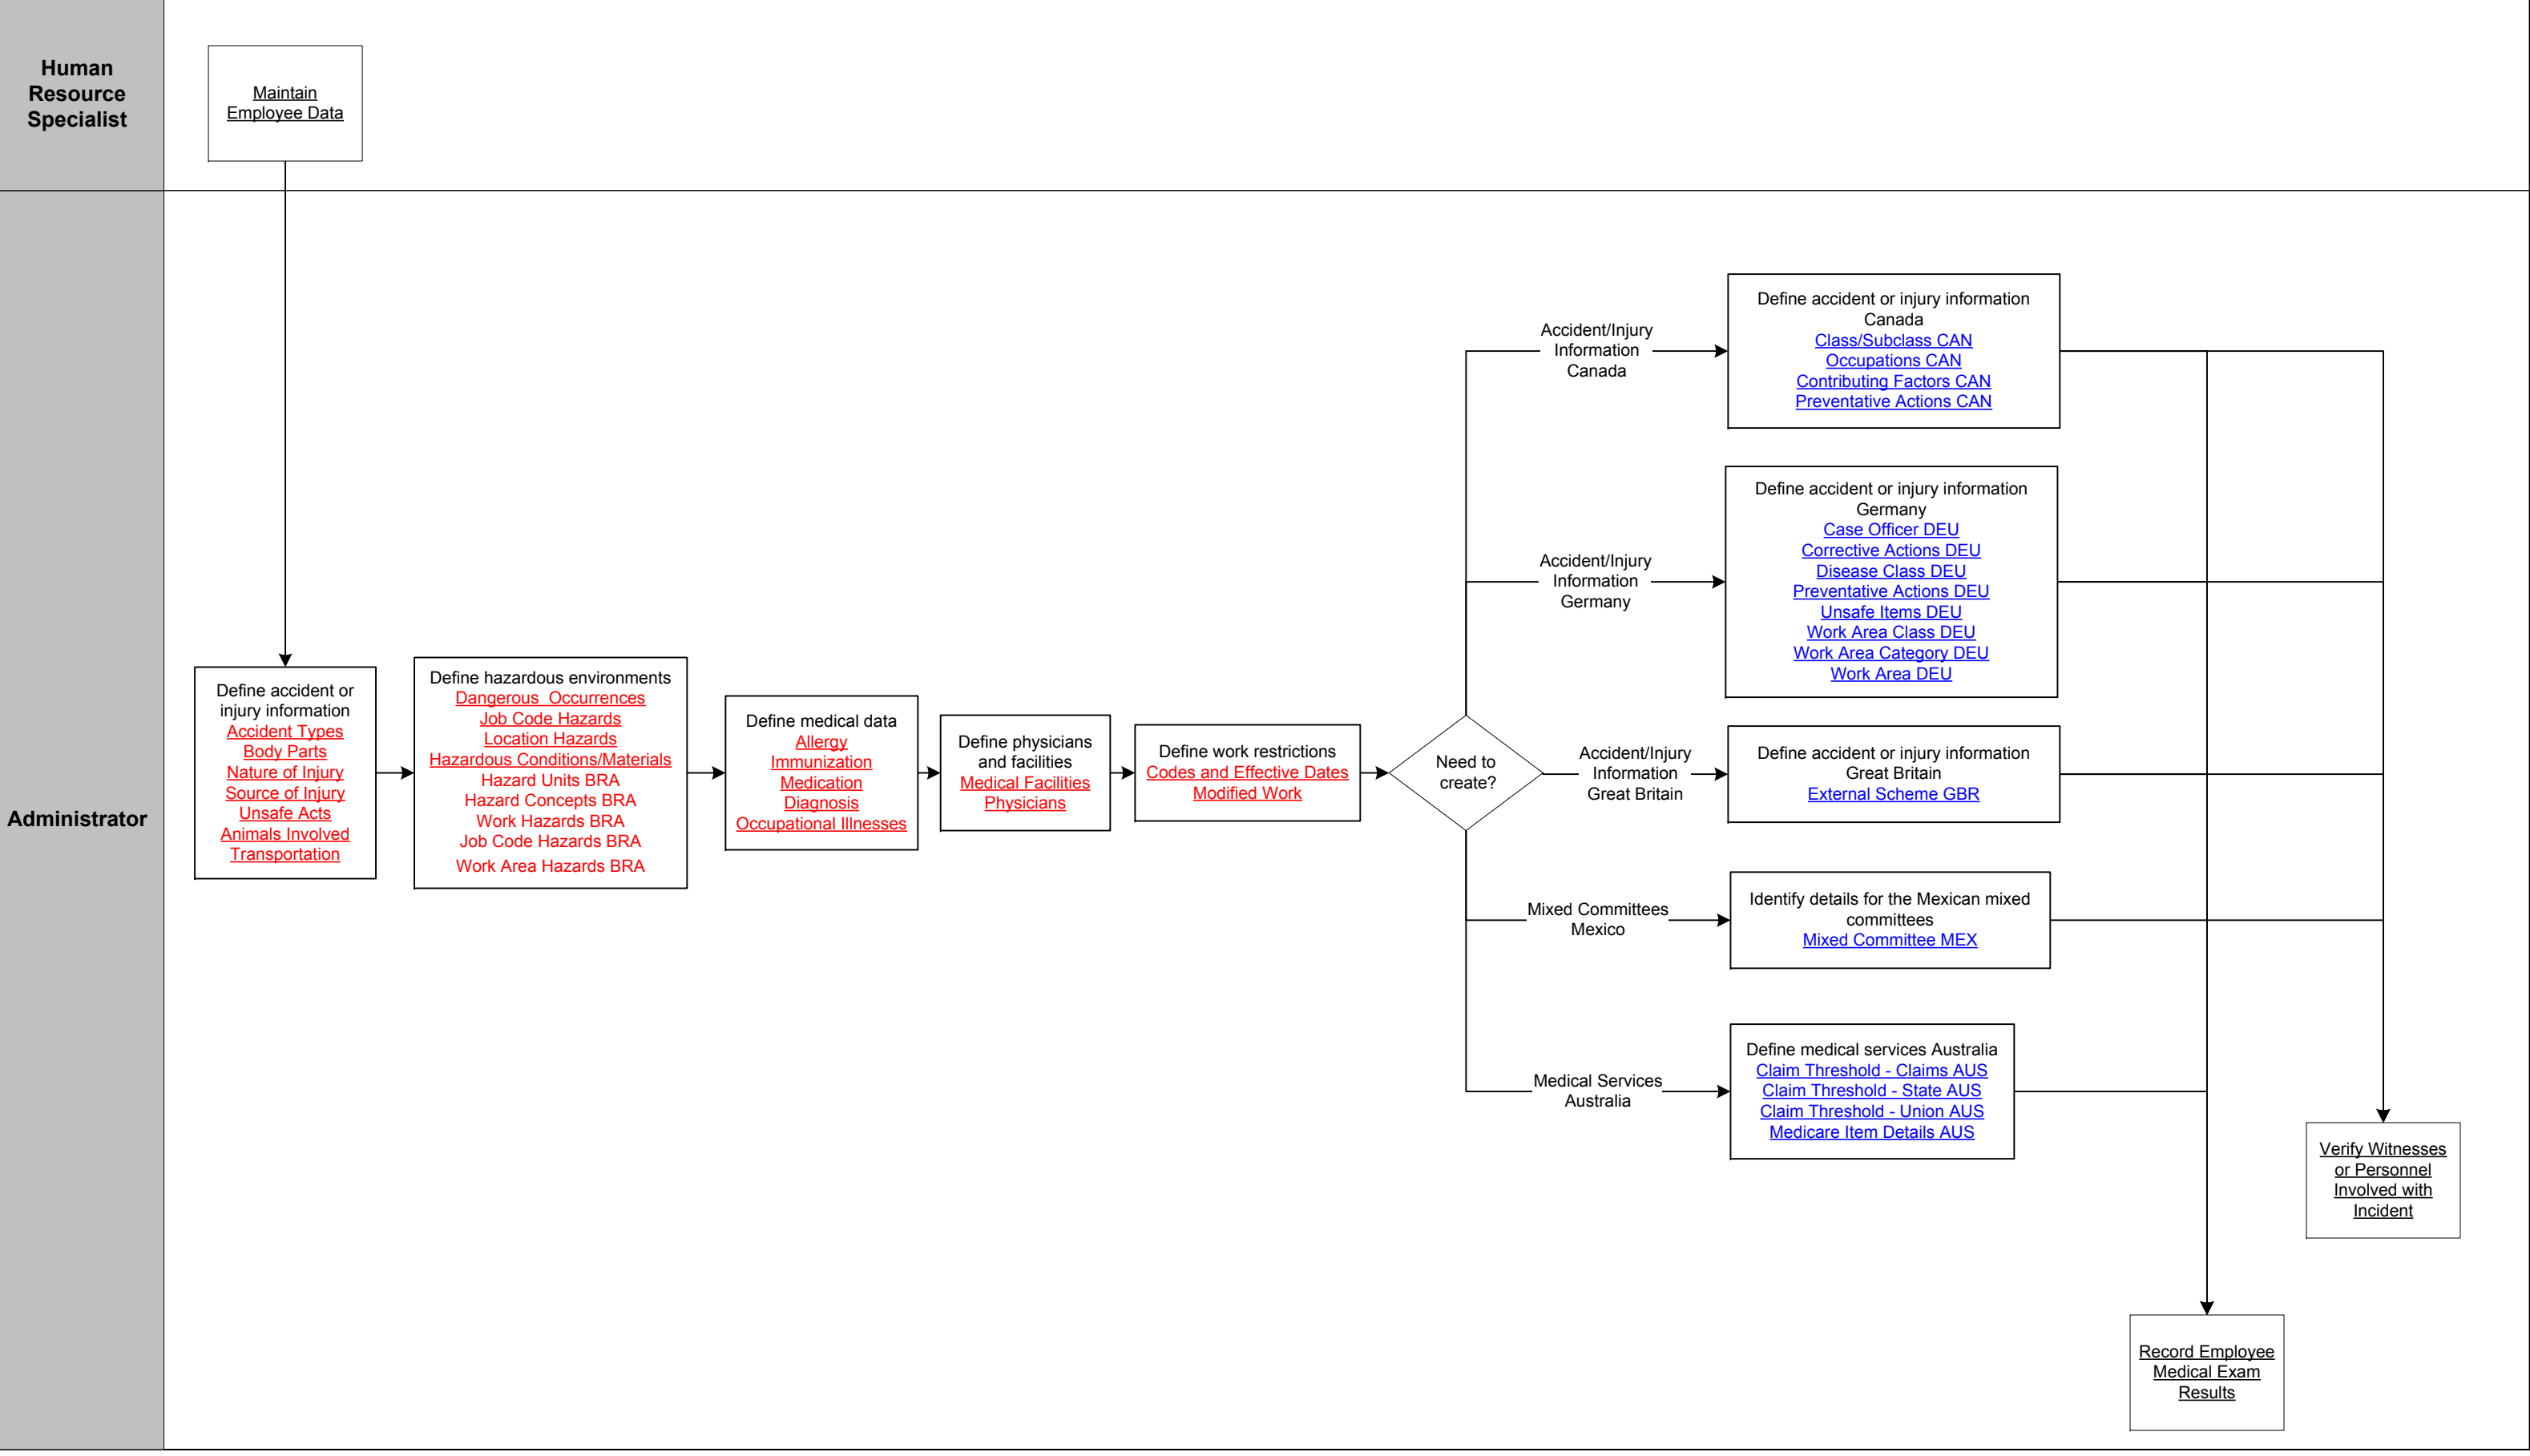 Human
Resource
Specialist
Maintain
Employee Data
Administrator
Define accident or
injury information
Accident Types
Body Parts
Nature of Injury
Source of Injury
Unsafe Acts
Animals Involved
Transportation
Define hazardous environments
Dangerous  Occurrences
Job Code Hazards
Location Hazards
Hazardous Conditions/Materials
Hazard Units BRA
Hazard Concepts BRA
Work Hazards BRA
Job Code Hazards BRA
Work Area Hazards BRA
Define medical data
Allergy
Immunization
Medication
Diagnosis
Occupational Illnesses
Define physicians
and facilities
Medical Facilities
Physicians
Define work restrictions
Codes and Effective Dates
Modified Work
Need to
create?
Accident/Injury
Information
Canada
Define accident or injury information
Canada
Class/Subclass CAN
Occupations CAN
Contributing Factors CAN
Preventative Actions CAN
Accident/Injury
Information
Germany
Define accident or injury information
Germany
Case Officer DEU
Corrective Actions DEU
Disease Class DEU
Preventative Actions DEU
Unsafe Items DEU
Work Area Class DEU
Work Area Category DEU
Work Area DEU
Accident/Injury
Information
Great Britain
Define accident or injury information
Great Britain
External Scheme GBR
Mixed Committees
Mexico
Identify details for the Mexican mixed
committees
Mixed Committee MEX
Medical Services
Australia
Define medical services Australia
Claim Threshold - Claims AUS
Claim Threshold - State AUS
Claim Threshold - Union AUS
Medicare Item Details AUS
Verify Witnesses
or Personnel
Involved with
Incident
Record Employee
Medical Exam
Results